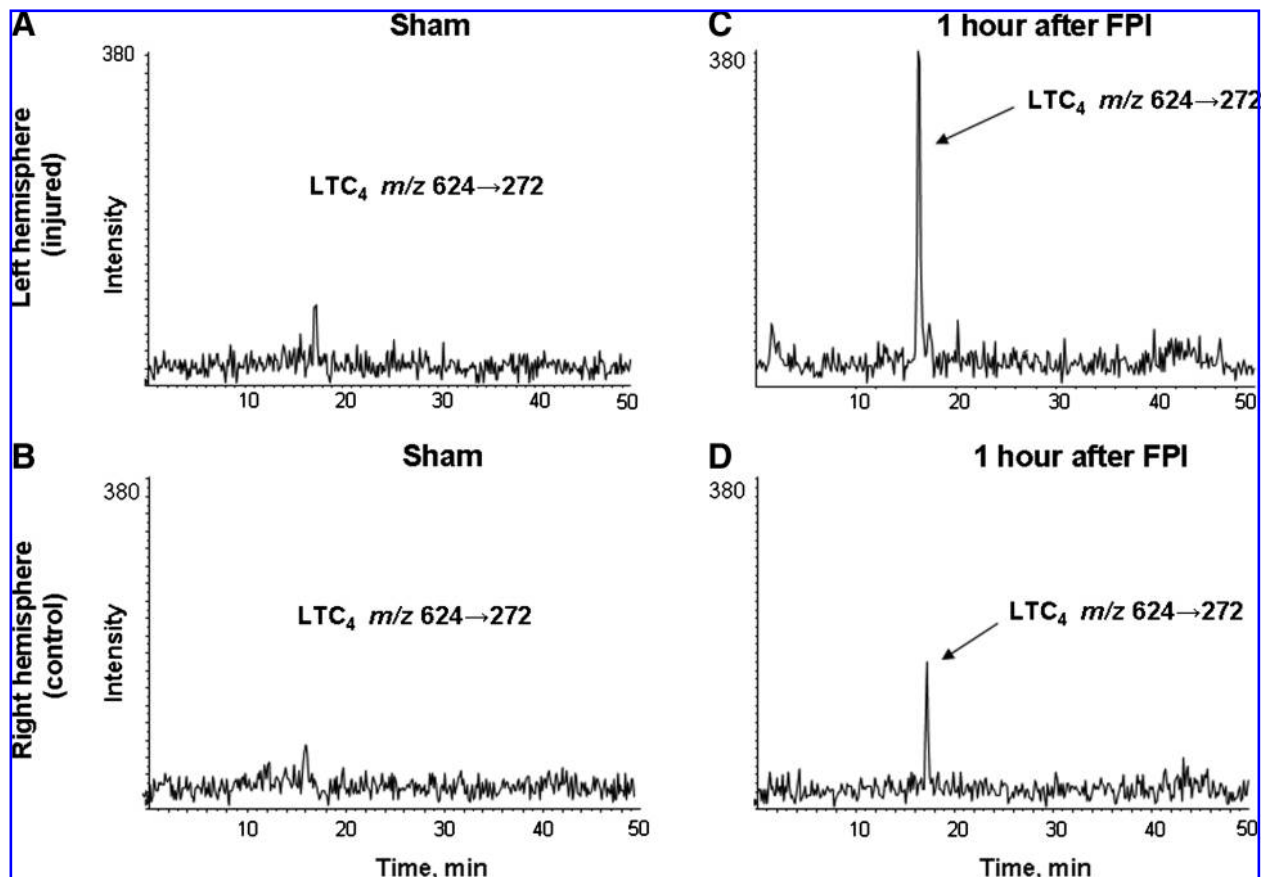 A
Sham
C
1 hour after FPI
380
380
LTC₄ m/z 624→272
LTC₄ m/z 624→272
Left hemisphere
(injured)
Intensity
10 20 30 40 50
10 20 30 40 50
B
Sham
D
1 hour after FPI
380
380
LTC₄ m/z 624→272
LTC₄ m/z 624→272
Right hemisphere
(control)
Intensity
10 20 30 40 50
10 20 30 40 50
Time, min
Time, min